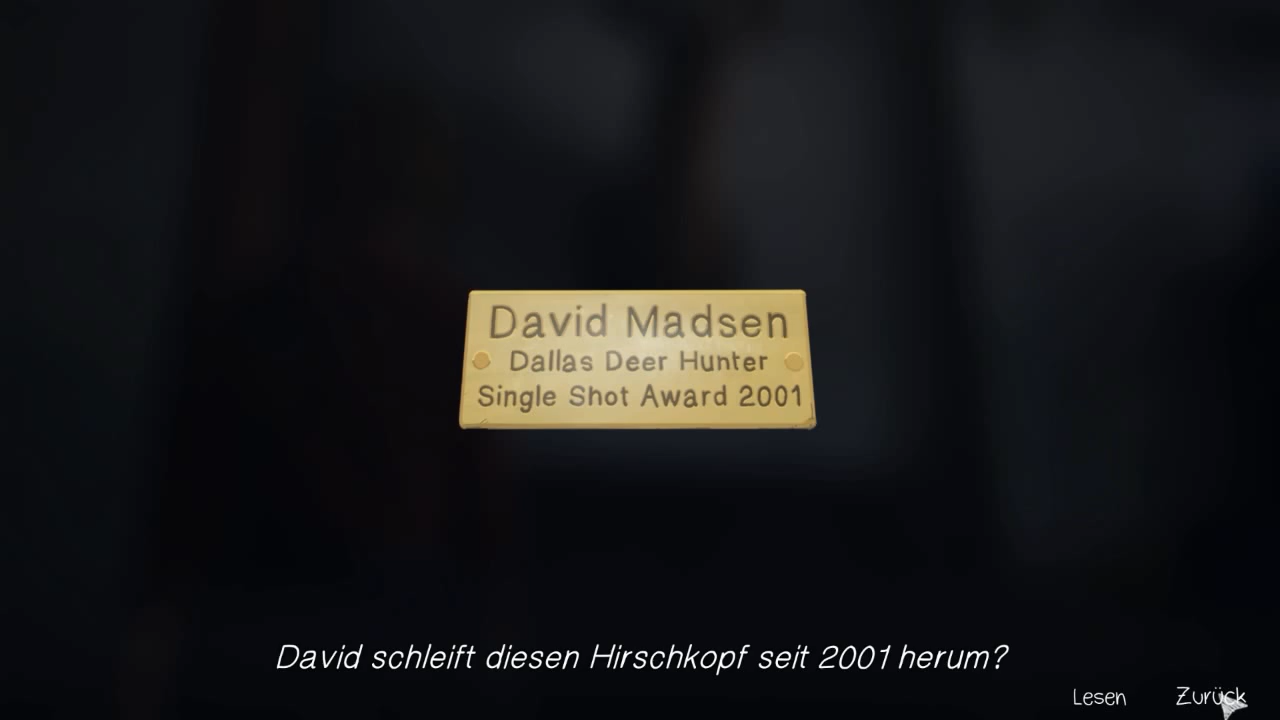 David Madsen
Dallas Deer Hunter
Single Shot Award 2001
David schleift diesen Hirschkopf seit 2001 herum?
Lesen Zurück